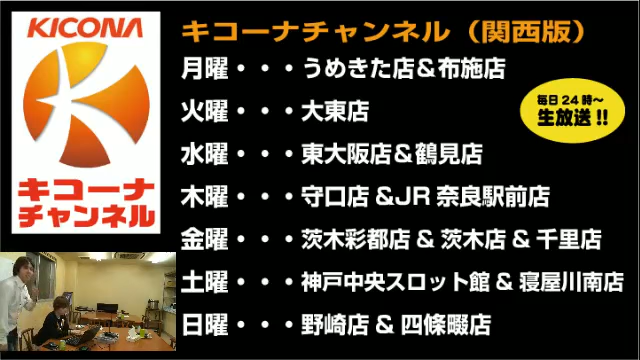 KICONA
キコーナ
チャンネル
キコーナチャンネル（関西版）
月曜・・・うめきた店＆布施店
火曜・・・大東店
水曜・・・東大阪店＆鶴見店
木曜・・・守口店＆JR奈良駅前店
金曜・・・茨木彩都店 & 茨木店 & 千里店
土曜・・・神戸中央スロット館 & 寝屋川南店
日曜・・・野崎店 & 四條畷店
毎日24時～
生放送!!